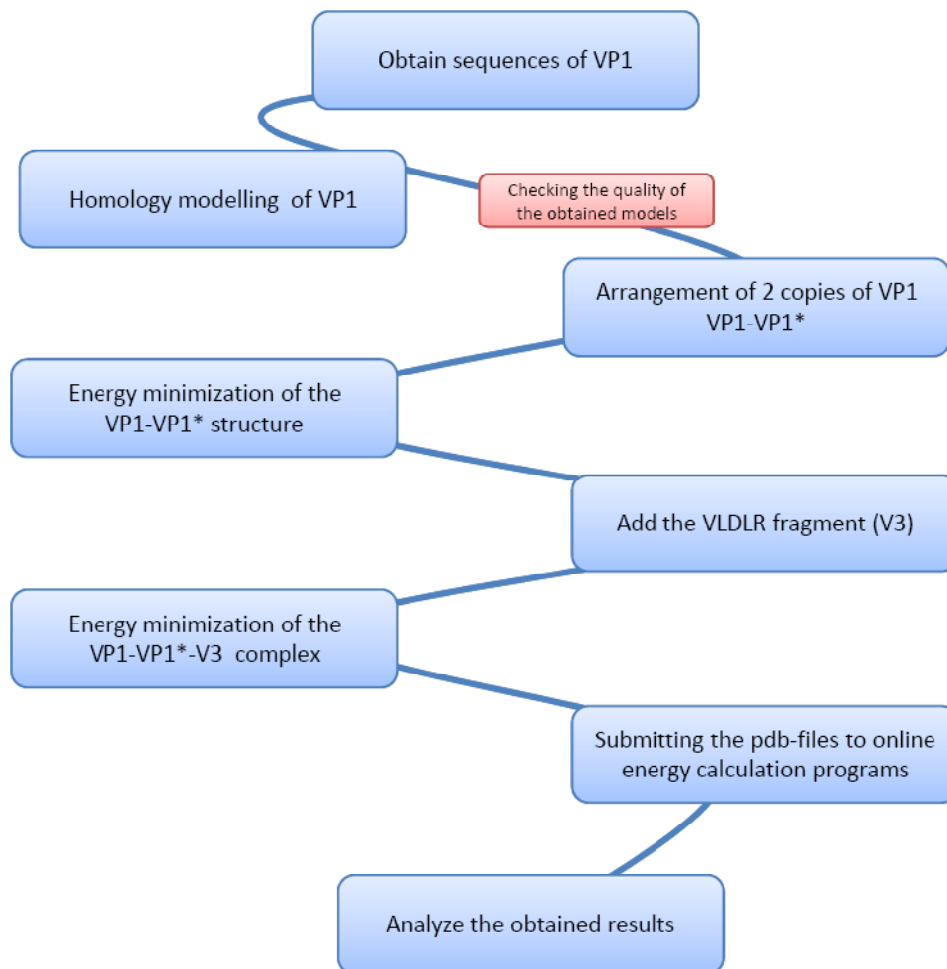 Obtain sequences of VP1
Homology modelling of VP1
Checking the quality of
the obtained models
Arrangement of 2 copies of VP1
VP1-VP1*
Energy minimization of the
VP1-VP1* structure
Add the VLDLR fragment (V3)
Energy minimization of the
VP1-VP1*-V3 complex
Submitting the pdb-files to online
energy calculation programs
Analyze the obtained results